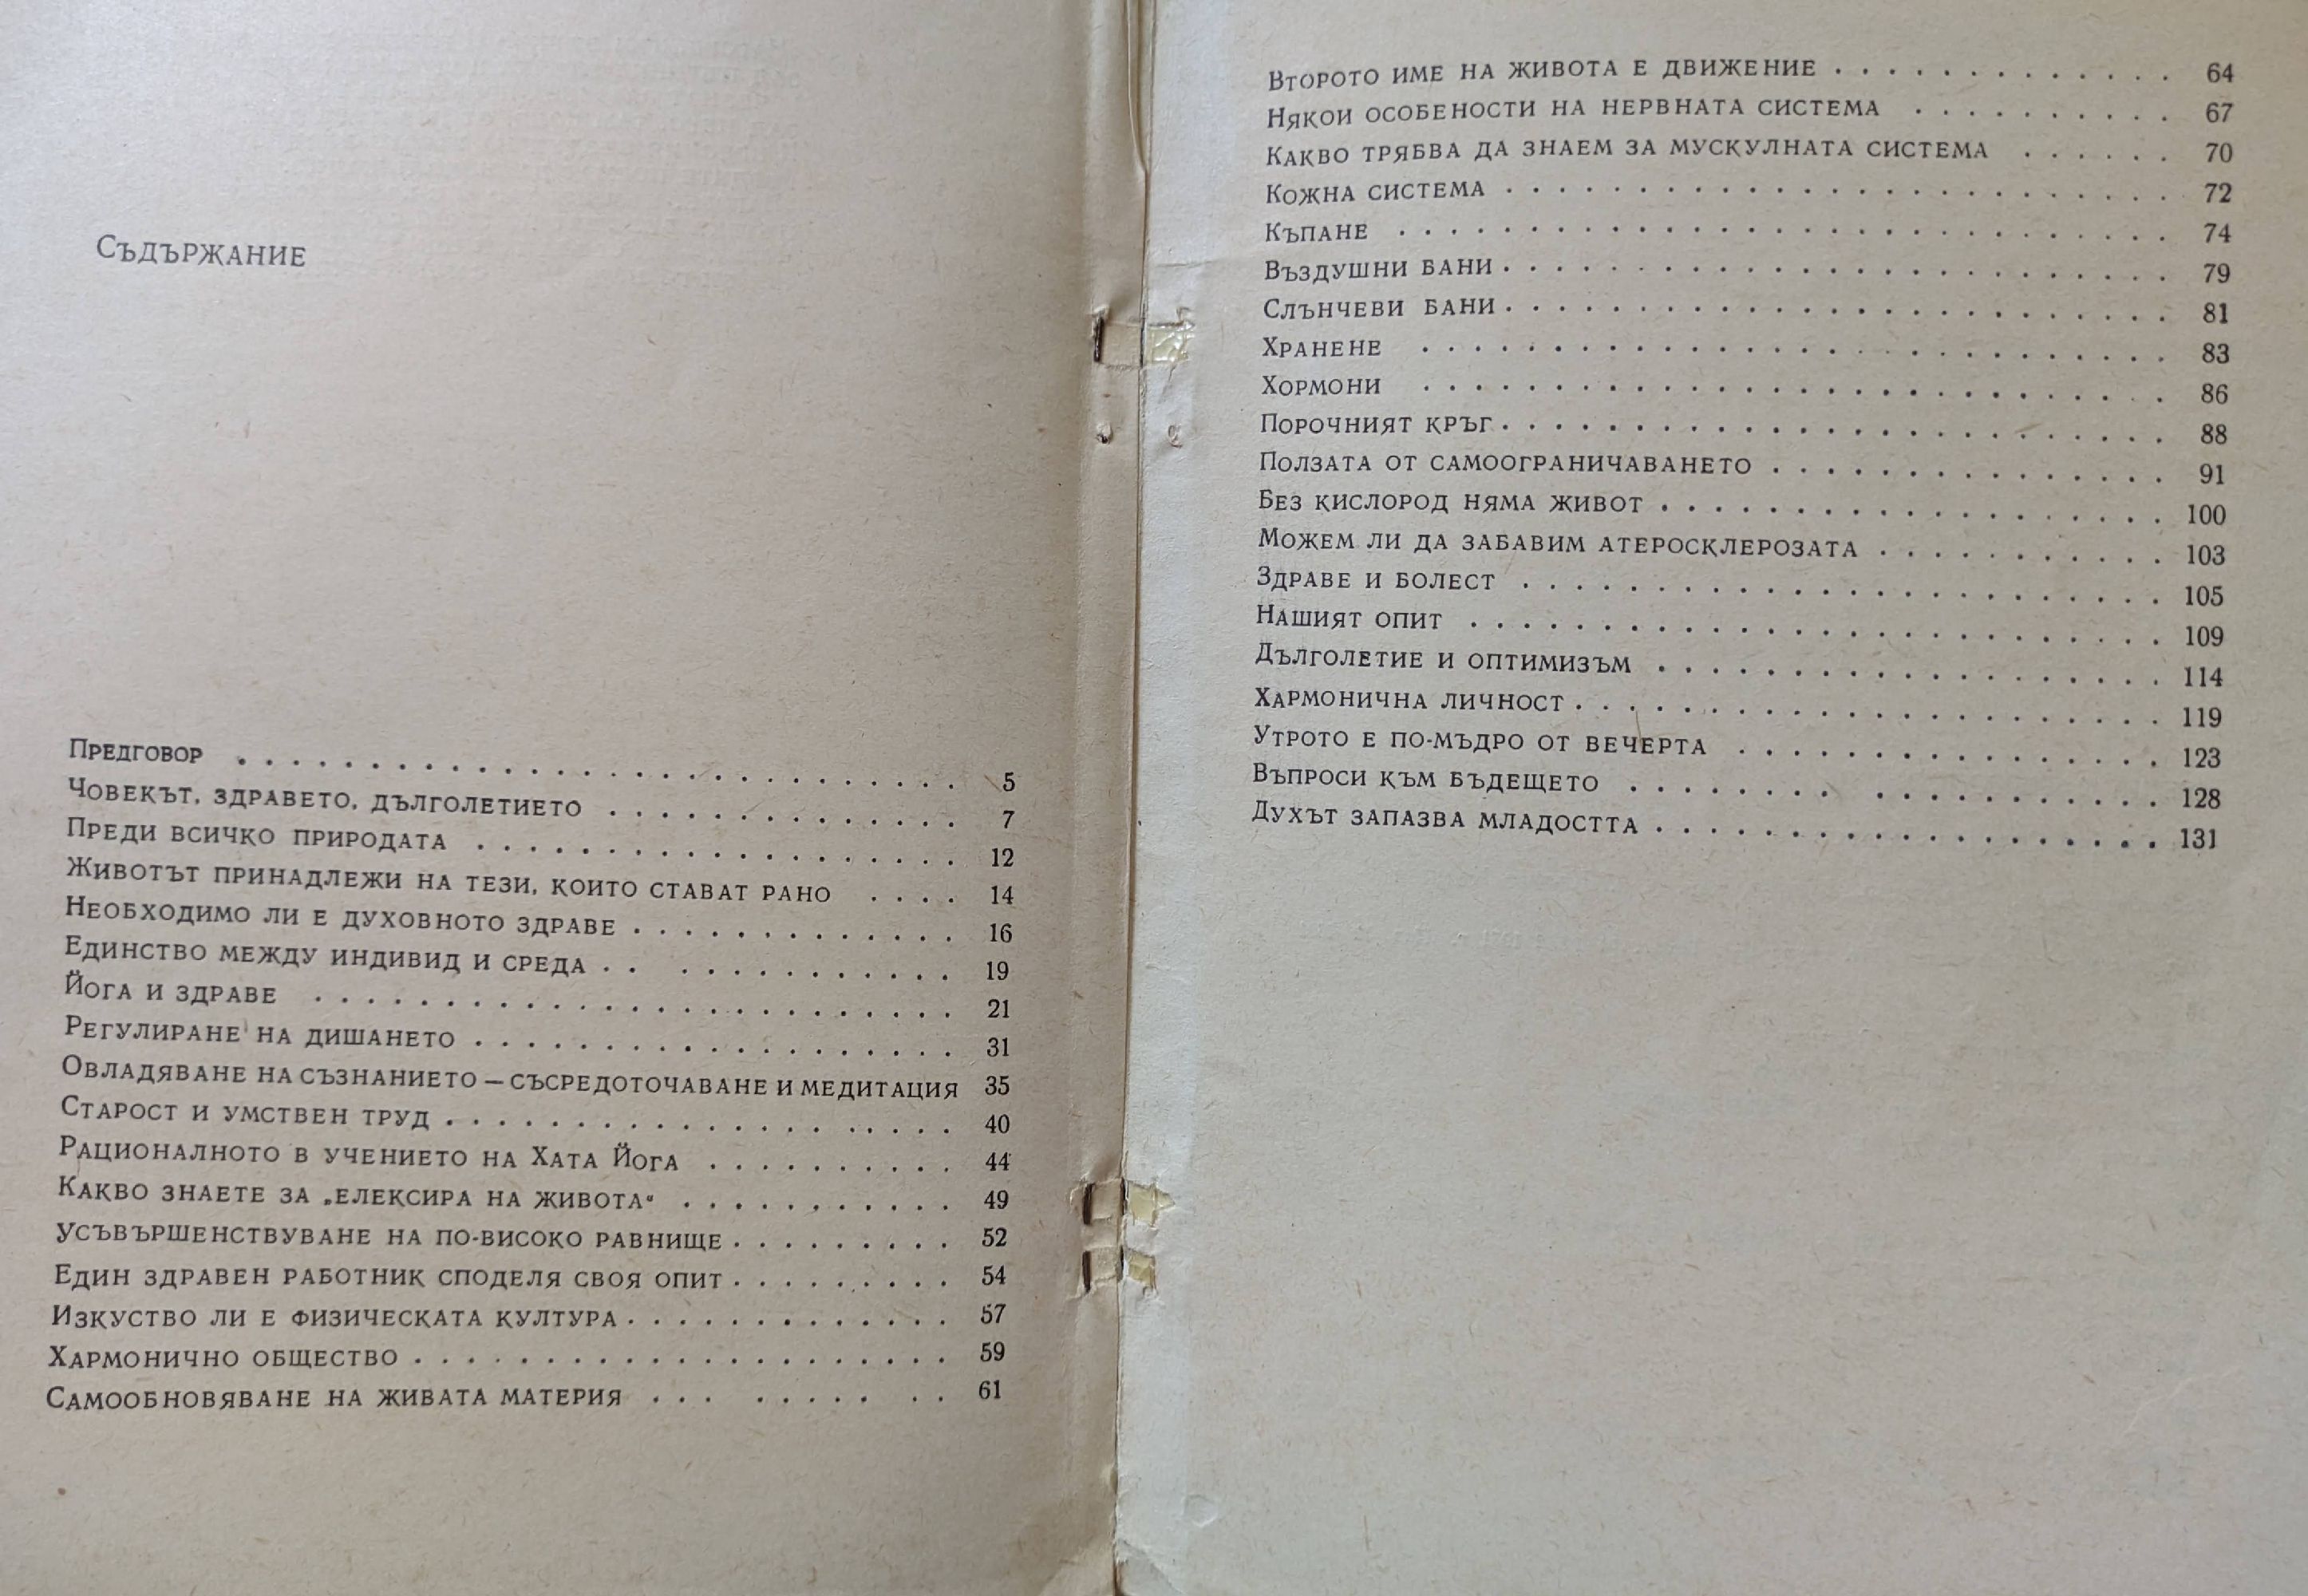 Съдържание
Предговор . . . . . . . . . . . . . . . . . . . . . . . . . . . . 5
Човекът, здравето, дълголетието . . . . . . . . . . . . . . 7
Преди всичко природата . . . . . . . . . . . . . . . . . . . 12
Животът принадлежи на тези, които стават рано . . . . 14
Необходимо ли е духовното здраве . . . . . . . . . . . . . 16
Единство между индивид и среда . . . . . . . . . . . . . 19
Йога и здраве . . . . . . . . . . . . . . . . . . . . . . . . . 21
Регулиране на дишането . . . . . . . . . . . . . . . . . . . 31
Овладяване на съзнанието — съсредоточаване и медитация 35
Старост и умствен труд . . . . . . . . . . . . . . . . . . . . 40
Рационалното в учението на Хата Йога . . . . . . . . . . 44
Какво знаете за „елексира на живота“ . . . . . . . . . . . 49
Усъвършенствуване на по-високо равнище . . . . . . . . . 52
Един здравен работник споделя своя опит . . . . . . . . . 54
Изкуство ли е физическата култура . . . . . . . . . . . . . 57
Хармонично общество . . . . . . . . . . . . . . . . . . . . . 59
Самообновяване на живата материя . . . . . . . . . . 61
Второто име на живота е движение . . . . . . . . . . . . . 64
Някои особености на нервната система . . . . . . . . . . 67
Какво трябва да знаем за мускулната система . . . . . . 70
Кожна система . . . . . . . . . . . . . . . . . . . . . . . . . 72
Къпане . . . . . . . . . . . . . . . . . . . . . . . . . . . . . 74
Въздушни бани . . . . . . . . . . . . . . . . . . . . . . . . . 79
Слънчеви бани . . . . . . . . . . . . . . . . . . . . . . . . . 81
Хранене . . . . . . . . . . . . . . . . . . . . . . . . . . . . 83
Хормони . . . . . . . . . . . . . . . . . . . . . . . . . . . . 86
Порочният кръг . . . . . . . . . . . . . . . . . . . . . . . . . 88
Ползата от самоограничаването . . . . . . . . . . . . . . . 91
Без кислород няма живот . . . . . . . . . . . . . . . . . . . 100
Можем ли да забавим атеросклерозата . . . . . . . . . . . 103
Здраве и болест . . . . . . . . . . . . . . . . . . . . . . . . 105
Нашият опит . . . . . . . . . . . . . . . . . . . . . . . . . . 109
Дълголетие и оптимизъм . . . . . . . . . . . . . . . . . . . 114
Хармонична личност . . . . . . . . . . . . . . . . . . . . . . 119
Утрото е по-мъдро от вечерта . . . . . . . . . . . . . . . . 123
Въпроси към бъдещето . . . . . . . . . . . . . . . . . . . 128
Духът запазва младостта . . . . . . . . . . . . . . . . . . . 131